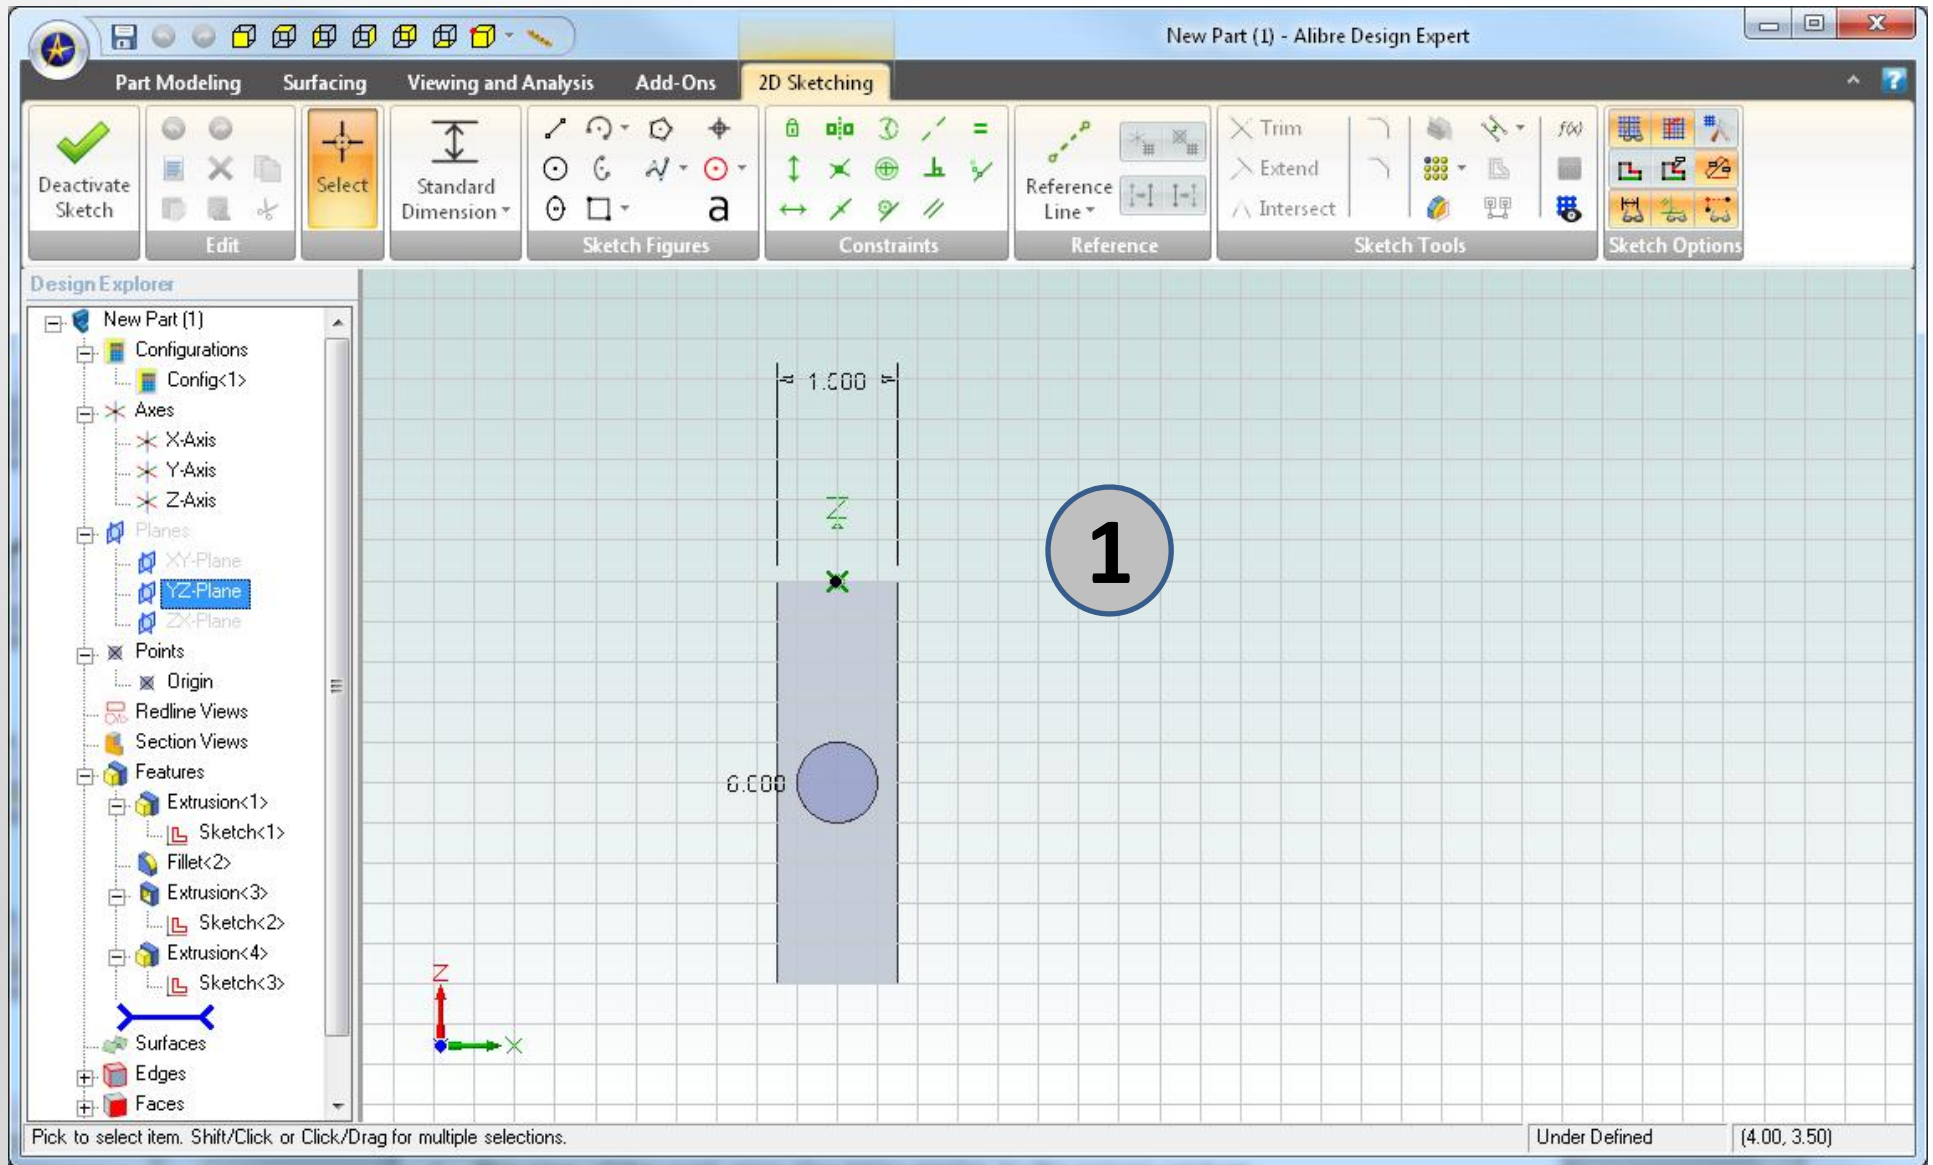 New Part (1) - Alibre Design Expert
Part Modeling Surfacing Viewing and Analysis Add-Ons 2D Sketching
Deactivate Sketch
Edit
Select
Standard Dimension
a
Sketch Figures
Constraints
Reference Line
Reference
Trim
Extend
Intersect
f(x)
Sketch Tools
Sketch Options
Design Explorer
New Part (1)
Configurations
Config<1>
Axes
X-Axis
Y-Axis
Z-Axis
Planes
XY-Plane
YZ-Plane
ZX-Plane
Points
Origin
Redline Views
Section Views
Features
Extrusion<1>
Sketch<1>
Fillet<2>
Extrusion<3>
Sketch<2>
Extrusion<4>
Sketch<3>
Surfaces
Edges
Faces
1.000
Z
1
6.000
Z
X
Pick to select item. Shift/Click or Click/Drag for multiple selections.
Under Defined
(4.00, 3.50)